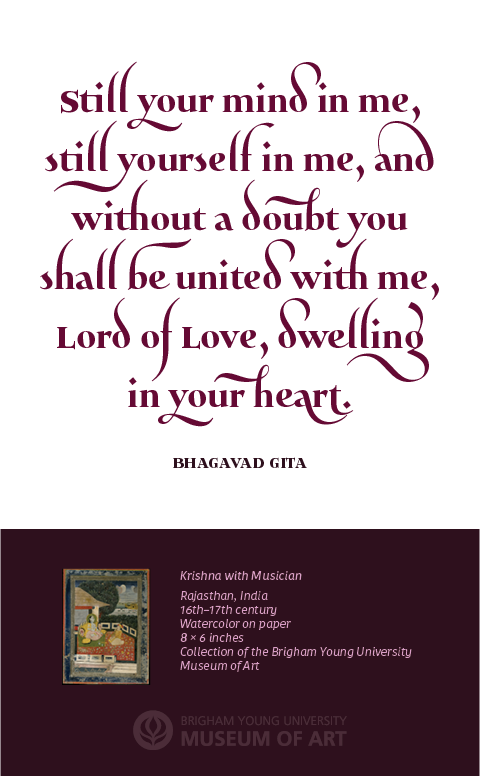 Still your mind in me,
still yourself in me, and
without a doubt you
shall be united with me,
Lord of Love, dwelling
in your heart.
BHAGAVAD GITA
Krishna with Musician
Rajasthan, India
16th–17th century
Watercolor on paper
8 × 6 inches
Collection of the Brigham Young University
Museum of Art
BRIGHAM YOUNG UNIVERSITY
MUSEUM OF ART